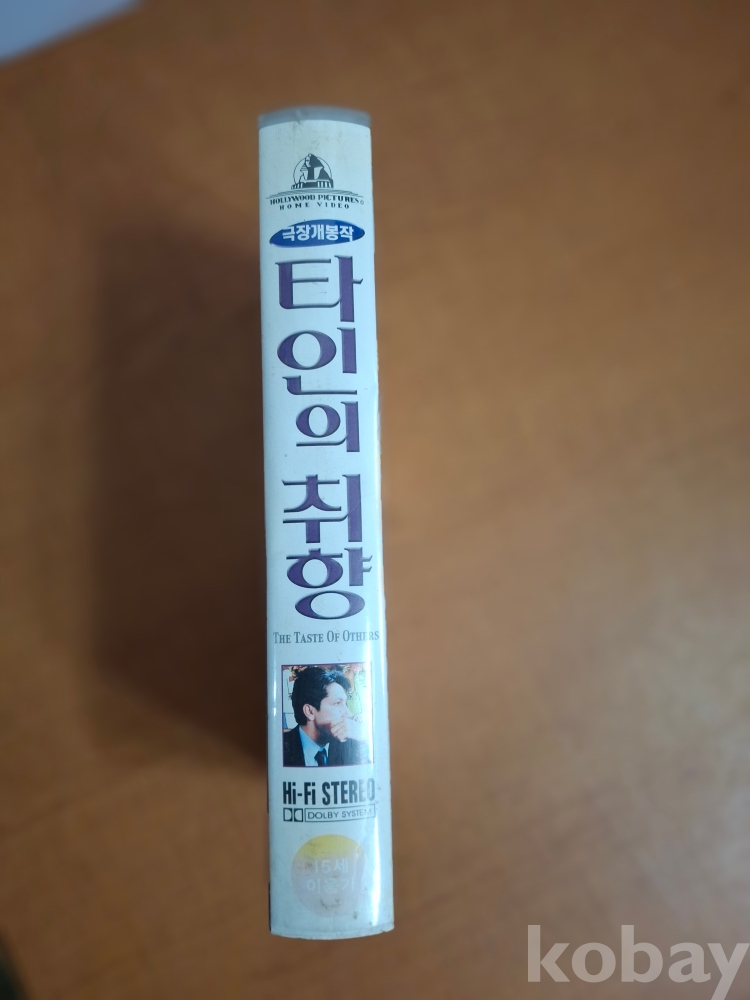 HOLLYWOOD PICTURES
HOME VIDEO
극장개봉작
타인의 취향
THE TASTE OF OTHERS
Hi-Fi STEREO
DOLBY SYSTEM
15세
이용가
kobay